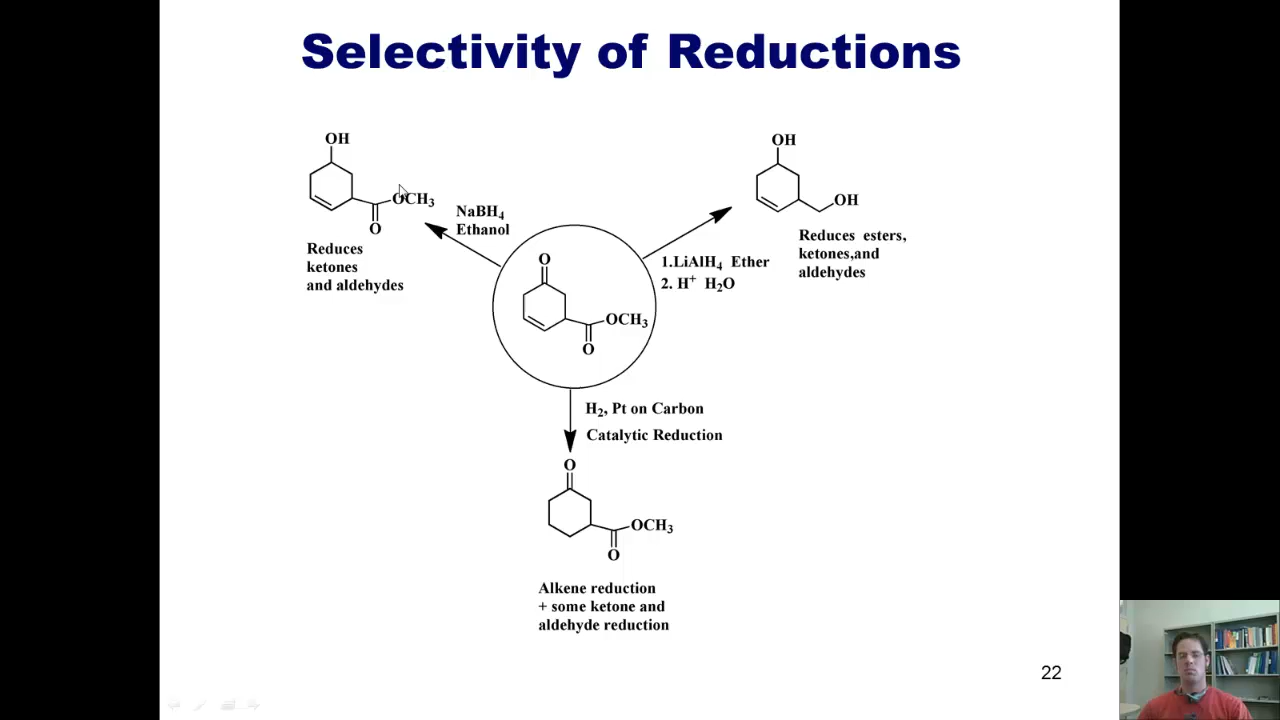 Selectivity of Reductions
OH
OCH3
O
Reduces
ketones
and aldehydes
NaBH4
Ethanol
OH
OH
Reduces esters,
ketones,and
aldehydes
1.LiAlH4 Ether
2. H+ H2O
O
OCH3
O
H2, Pt on Carbon
Catalytic Reduction
O
OCH3
O
Alkene reduction
+ some ketone and
aldehyde reduction
22